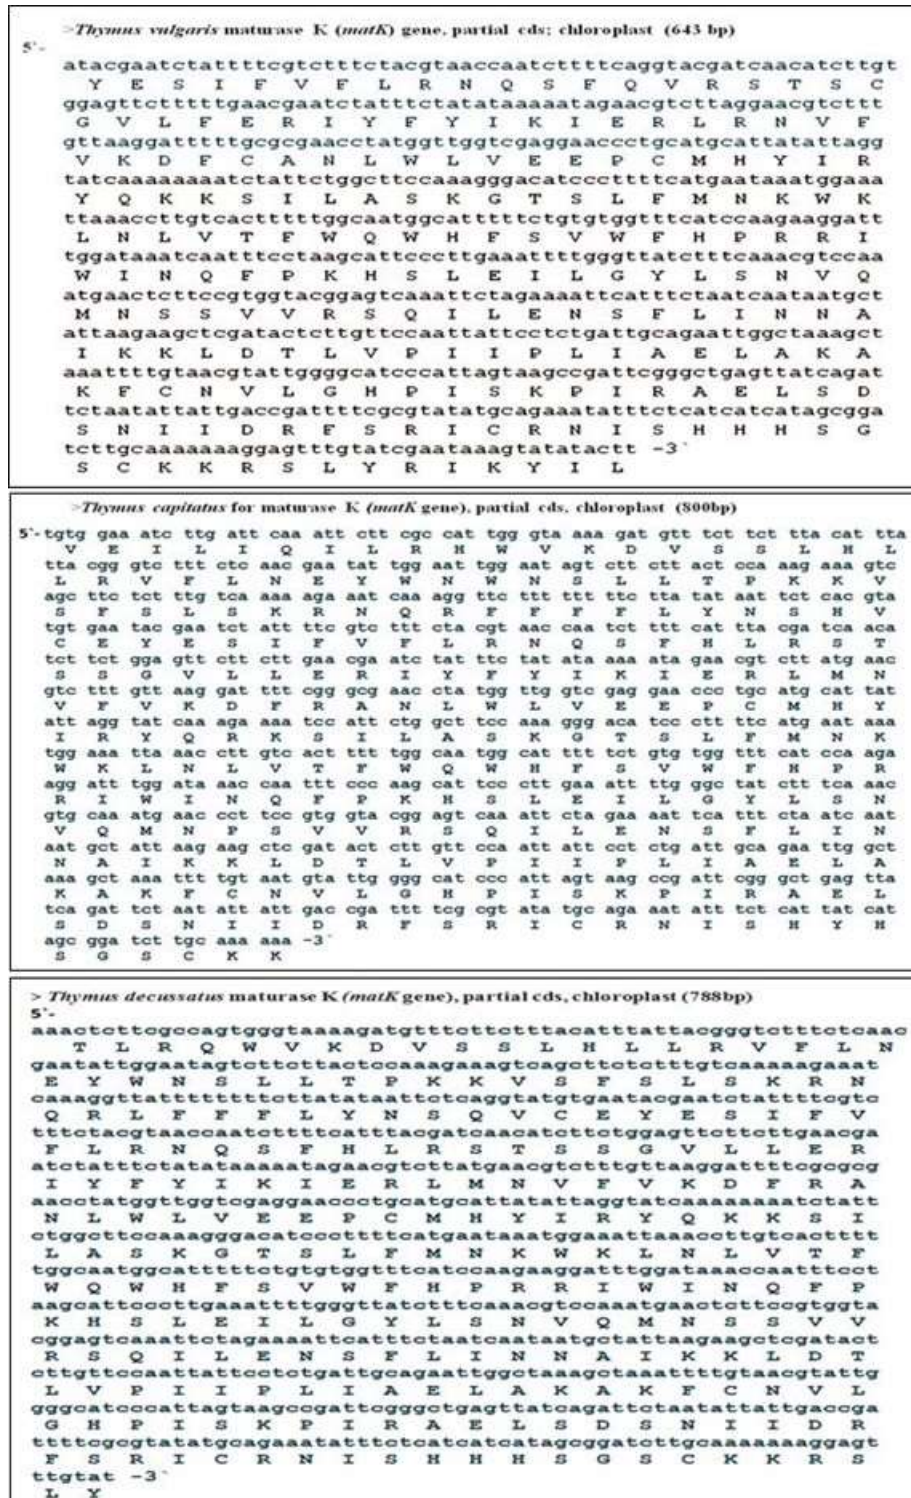 >Thymus vulgaris maturase K (matK) gene, partial cds; chloroplast (643 bp)
5`-
atacgaatctattttcgtctttctacgtaaccaatcttttcaggtacgatcaacatcttgt
Y E S I F V F L R N Q S F Q V R S T S C
ggagttctttttgaacgaatctatttctatataaaaatagaacgtcttaggaacgtcttt
G V L F E R I Y F Y I K I E R L R N V F
gttaaggatttttgcgcgaacctatggttggtcgaggaaccctgcatgcattatattagg
V K D F C A N L W L V E E P C M H Y I R
tatcaaaaaaaatctattctggcttccaaagggacatcccttttcatgaataaatggaaa
Y Q K K S I L A S K G T S L F M N K W K
ttaaaccttgtcactttttggcaatggcatttttctgtgtggtttcatccaagaaggatt
L N L V T F W Q W H F S V W F H P R R I
tggataaatcaatttcctaagcattcccttgaaattttgggttatctttcaaacgtccaa
W I N Q F P K H S L E I L G Y L S N V Q
atgaactcttccgtggtacggagtcaaattctagaaaattcatttctaatcaataatgct
M N S S V V R S Q I L E N S F L I N N A
attaagaagctcgatactcttgttccaattattcctctgattgcagaattggctaaagct
I K K L D T L V P I I P L I A E L A K A
aaattttgtaacgtattggggcatcccattagtaagccgattcgggctgagttatcagat
K F C N V L G H P I S K P I R A E L S D
tctaatattattgaccgattttcgcgtatatgcagaaatatttctcatcatcatagcgga
S N I I D R F S R I C R N I S H H H S G
tcttgcaaaaaaaggagtttgtatcgaataaagtatatactt -3`
S C K K R S L Y R I K Y I L
>Thymus capitatus for maturase K (matK gene), partial cds, chloroplast (800bp)
5`-tgtg gaa atc ttg att caa att ctt cgc cat tgg gta aaa gat gtt tct tct tta cat tta
V E I L I Q I L R H W V K D V S S L H L
tta cgg gtc ttt ctc aac gaa tat tgg aat tgg aat agt ctt ctt act cca aag aaa gtc
L R V F L N E Y W N W N S L L T P K K V
agc ttc tct ttg tca aaa aga aat caa agg ttc ttt ttt ttc tta tat aat tct cac gta
S F S L S K R N Q R F F F F L Y N S H V
tgt gaa tac gaa tct att ttc gtc ttt cta cgt aac caa tct ttt cat tta cga tca aca
C E Y E S I F V F L R N Q S F H L R S T
tct tct gga gtt ctt ctt gaa cga atc tat ttc tat ata aaa ata gaa cgt ctt atg aac
S S G V L L E R I Y F Y I K I E R L M N
gtc ttt gtt aag gat ttt cgg gcg aac cta tgg ttg gtc gag gaa ccc tgc atg cat tat
V F V K D F R A N L W L V E E P C M H Y
att agg tat caa aga aaa tcc att ctg gct tcc aaa ggg aca tcc ctt ttc atg aat aaa
I R Y Q R K S I L A S K G T S L F M N K
tgg aaa tta aac ctt gtc act ttt tgg caa tgg cat ttt tct gtg tgg ttt cat cca aga
W K L N L V T F W Q W H F S V W F H P R
agg att tgg ata aac caa ttt ccc aag cat tcc ctt gaa att ttg ggc tat ctt tca aac
R I W I N Q F P K H S L E I L G Y L S N
gtg caa atg aac cct tcc gtg gta cgg agt caa att cta gaa aat tca ttt cta atc aat
V Q M N P S V V R S Q I L E N S F L I N
aat gct att aag aag ctc gat act ctt gtt cca att att cct ctg att gca gaa ttg gct
N A I K K L D T L V P I I P L I A E L A
aaa gct aaa ttt tgt aat gta ttg ggg cat ccc att agt aag ccg att cgg gct gag tta
K A K F C N V L G H P I S K P I R A E L
tca gat tct aat att att gac cga ttt tcg cgt ata tgc aga aat att tct cat tat cat
S D S N I I D R F S R I C R N I S H Y H
agc gga tct tgc aaa aaa -3`
S G S C K K
> Thymus decussatus maturase K (matK gene), partial cds, chloroplast (788bp)
5`-
aaactcttcgccagtgggtaaaagatgtttcttctttacatttattacgggtctttctcaac
T L R Q W V K D V S S L H L L R V F L N
gaatattggaatagtcttcttactccaaagaaagtcagcttctctttgtcaaaaagaaat
E Y W N S L L T P K K V S F S L S K R N
caaaggttatttttttttcttatataattctcaggtatgtgaatacgaatctattttcgtc
Q R L F F F L Y N S Q V C E Y E S I F V
tttctacgtaaccaatcttttcatttacgatcaacatcttctggagttcttcttgaacga
F L R N Q S F H L R S T S S G V L L E R
atctatttctatataaaaatagaacgtcttatgaacgtctttgttaaggattttcgcgcg
I Y F Y I K I E R L M N V F V K D F R A
aacctatggttggtcgaggaaccctgcatgcattatattaggtatcaaaaaaaatctatt
N L W L V E E P C M H Y I R Y Q K K S I
ctggcttccaaagggacatcccttttcatgaataaatggaaattaaaccttgtcactttt
L A S K G T S L F M N K W K L N L V T F
tggcaatggcatttttctgtgtggtttcatccaagaaggatttggataaaccaatttcct
W Q W H F S V W F H P R R I W I N Q F P
aagcattcccttgaaattttgggttatctttcaaacgtccaaatgaactcttccgtggta
K H S L E I L G Y L S N V Q M N S S V V
cggagtcaaattctagaaaattcatttctaatcaataatgctattaagaagctcgatact
R S Q I L E N S F L I N N A I K K L D T
cttgttccaattattcctctgattgcagaattggctaaagctaaattttgtaacgtattg
L V P I I P L I A E L A K A K F C N V L
gggcatcccattagtaagccgattcgggctgagttatcagattctaatattattgaccga
G H P I S K P I R A E L S D S N I I D R
ttttcgcgtatatgcagaaatatttctcatcatcatagcggatcttgcaaaaaaaggagt
F S R I C R N I S H H H S G S C K K R S
ttgtat -3`
L Y